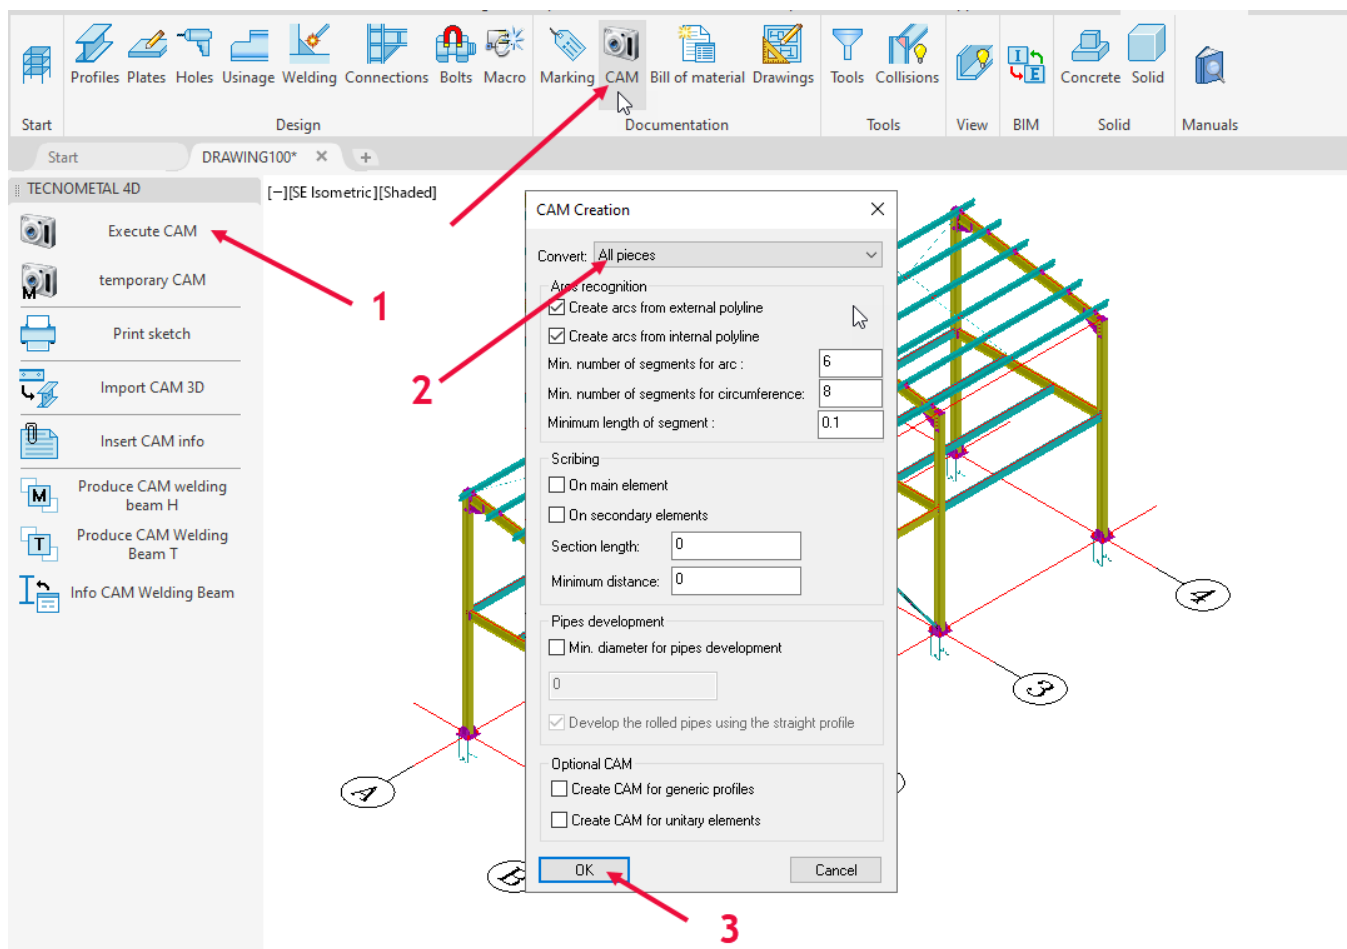 Profiles Plates Holes Usinage Welding Connections Bolts Macro Marking CAM Bill of material Drawings Tools Collisions Concrete Solid
Start Design Documentation Tools View BIM Solid Manuals
Start DRAWING100* +
TECNOMETAL 4D
[−][SE Isometric][Shaded]
Execute CAM
M temporary CAM
Print sketch
Import CAM 3D
Insert CAM info
M Produce CAM welding
beam H
T Produce CAM Welding
Beam T
Info CAM Welding Beam
1
2
3
CAM Creation
Convert: All pieces
Arcs recognition
Create arcs from external polyline
Create arcs from internal polyline
Min. number of segments for arc : 6
Min. number of segments for circumference: 8
Minimum length of segment : 0.1
Scribing
On main element
On secondary elements
Section length: 0
Minimum distance: 0
Pipes development
Min. diameter for pipes development
0
Develop the rolled pipes using the straight profile
Optional CAM
Create CAM for generic profiles
Create CAM for unitary elements
OK Cancel
4
3
A
B
I
E